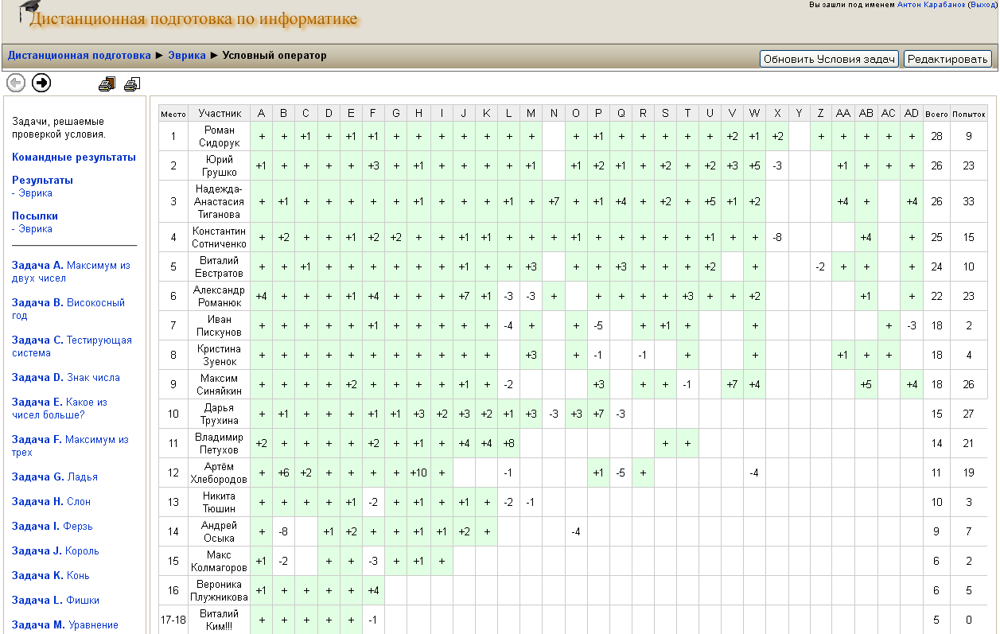 Дистанционная подготовка по информатике
Вы зашли под именем Антон Карабанов (Выход)
Дистанционная подготовка ► Эврика ► Условный оператор
Обновить Условия задач Редактировать
Задачи, решаемые
проверкой условия.
Командные результаты
Результаты
- Эврика
Посылки
- Эврика
Задача A. Максимум из
двух чисел
Задача B. Високосный
год
Задача C. Тестирующая
система
Задача D. Знак числа
Задача E. Какое из
чисел больше?
Задача F. Максимум из
трех
Задача G. Ладья
Задача H. Слон
Задача I. Ферзь
Задача J. Король
Задача K. Конь
Задача L. Фишки
Задача M. Уравнение
Место Участник A B C D E F G H I J K L M N O P Q R S T U V W X Y Z AA AB AC AD Всего Попыток
1 Роман Сидорук + + +1 + +1 +1 + + + + + + + + +1 + + + + + +2 +1 +2 + + + + + 28 9
2 Юрий Грушко +1 + + + + +3 + +1 + + + + +1 +1 +2 +1 + +2 + +2 +3 +5 -3 +1 + + + 26 23
3 Надежда-Анастасия Тиганова + +1 + + + + + +1 + + + +1 + +7 + +1 +4 + +2 + +5 +1 +2 +4 + +4 26 33
4 Константин Сотниченко + +2 + + +1 +2 +2 + + +1 +1 + + + +1 + + + + + +1 + + -8 +4 + 25 15
5 Виталий Евстратов + + +1 + + + + + + +1 + + +3 + + +3 + + + +2 + -2 + + + 24 10
6 Александр Романюк +4 + + + +1 +4 + + + +7 +1 -3 -3 + + + + + +3 + + +2 +1 + 22 23
7 Иван Пискунов + + + + + +1 + + + + + -4 + + -5 + +1 + + + -3 18 2
8 Кристина Зуенок + + + + + + + + + + + +3 + -1 -1 + + +1 + + 18 4
9 Максим Синяйкин + + + + +2 + + + + +1 + -2 +3 + + -1 +7 +4 +5 +4 18 26
10 Дарья Трухина + +1 + + + +1 +1 +3 +2 +3 +2 +1 +3 -3 +3 +7 -3 15 27
11 Владимир Петухов +2 + + + + +2 + +1 + +4 +4 +8 + + 14 21
12 Артём Хлебородов + +6 +2 + + + + +10 + -1 +1 -5 + -4 11 19
13 Никита Тюшин + + + + +1 -2 + +1 + +1 + -2 -1 10 3
14 Андрей Осыка + -8 +1 +2 + + +1 +1 +2 + -4 9 7
15 Макс Колмагоров +1 -2 + + -3 + +1 + 6 2
16 Вероника Плужникова +1 + + + + +4 6 5
17-18 Виталий Ким!!! + + + + + -1 5 0